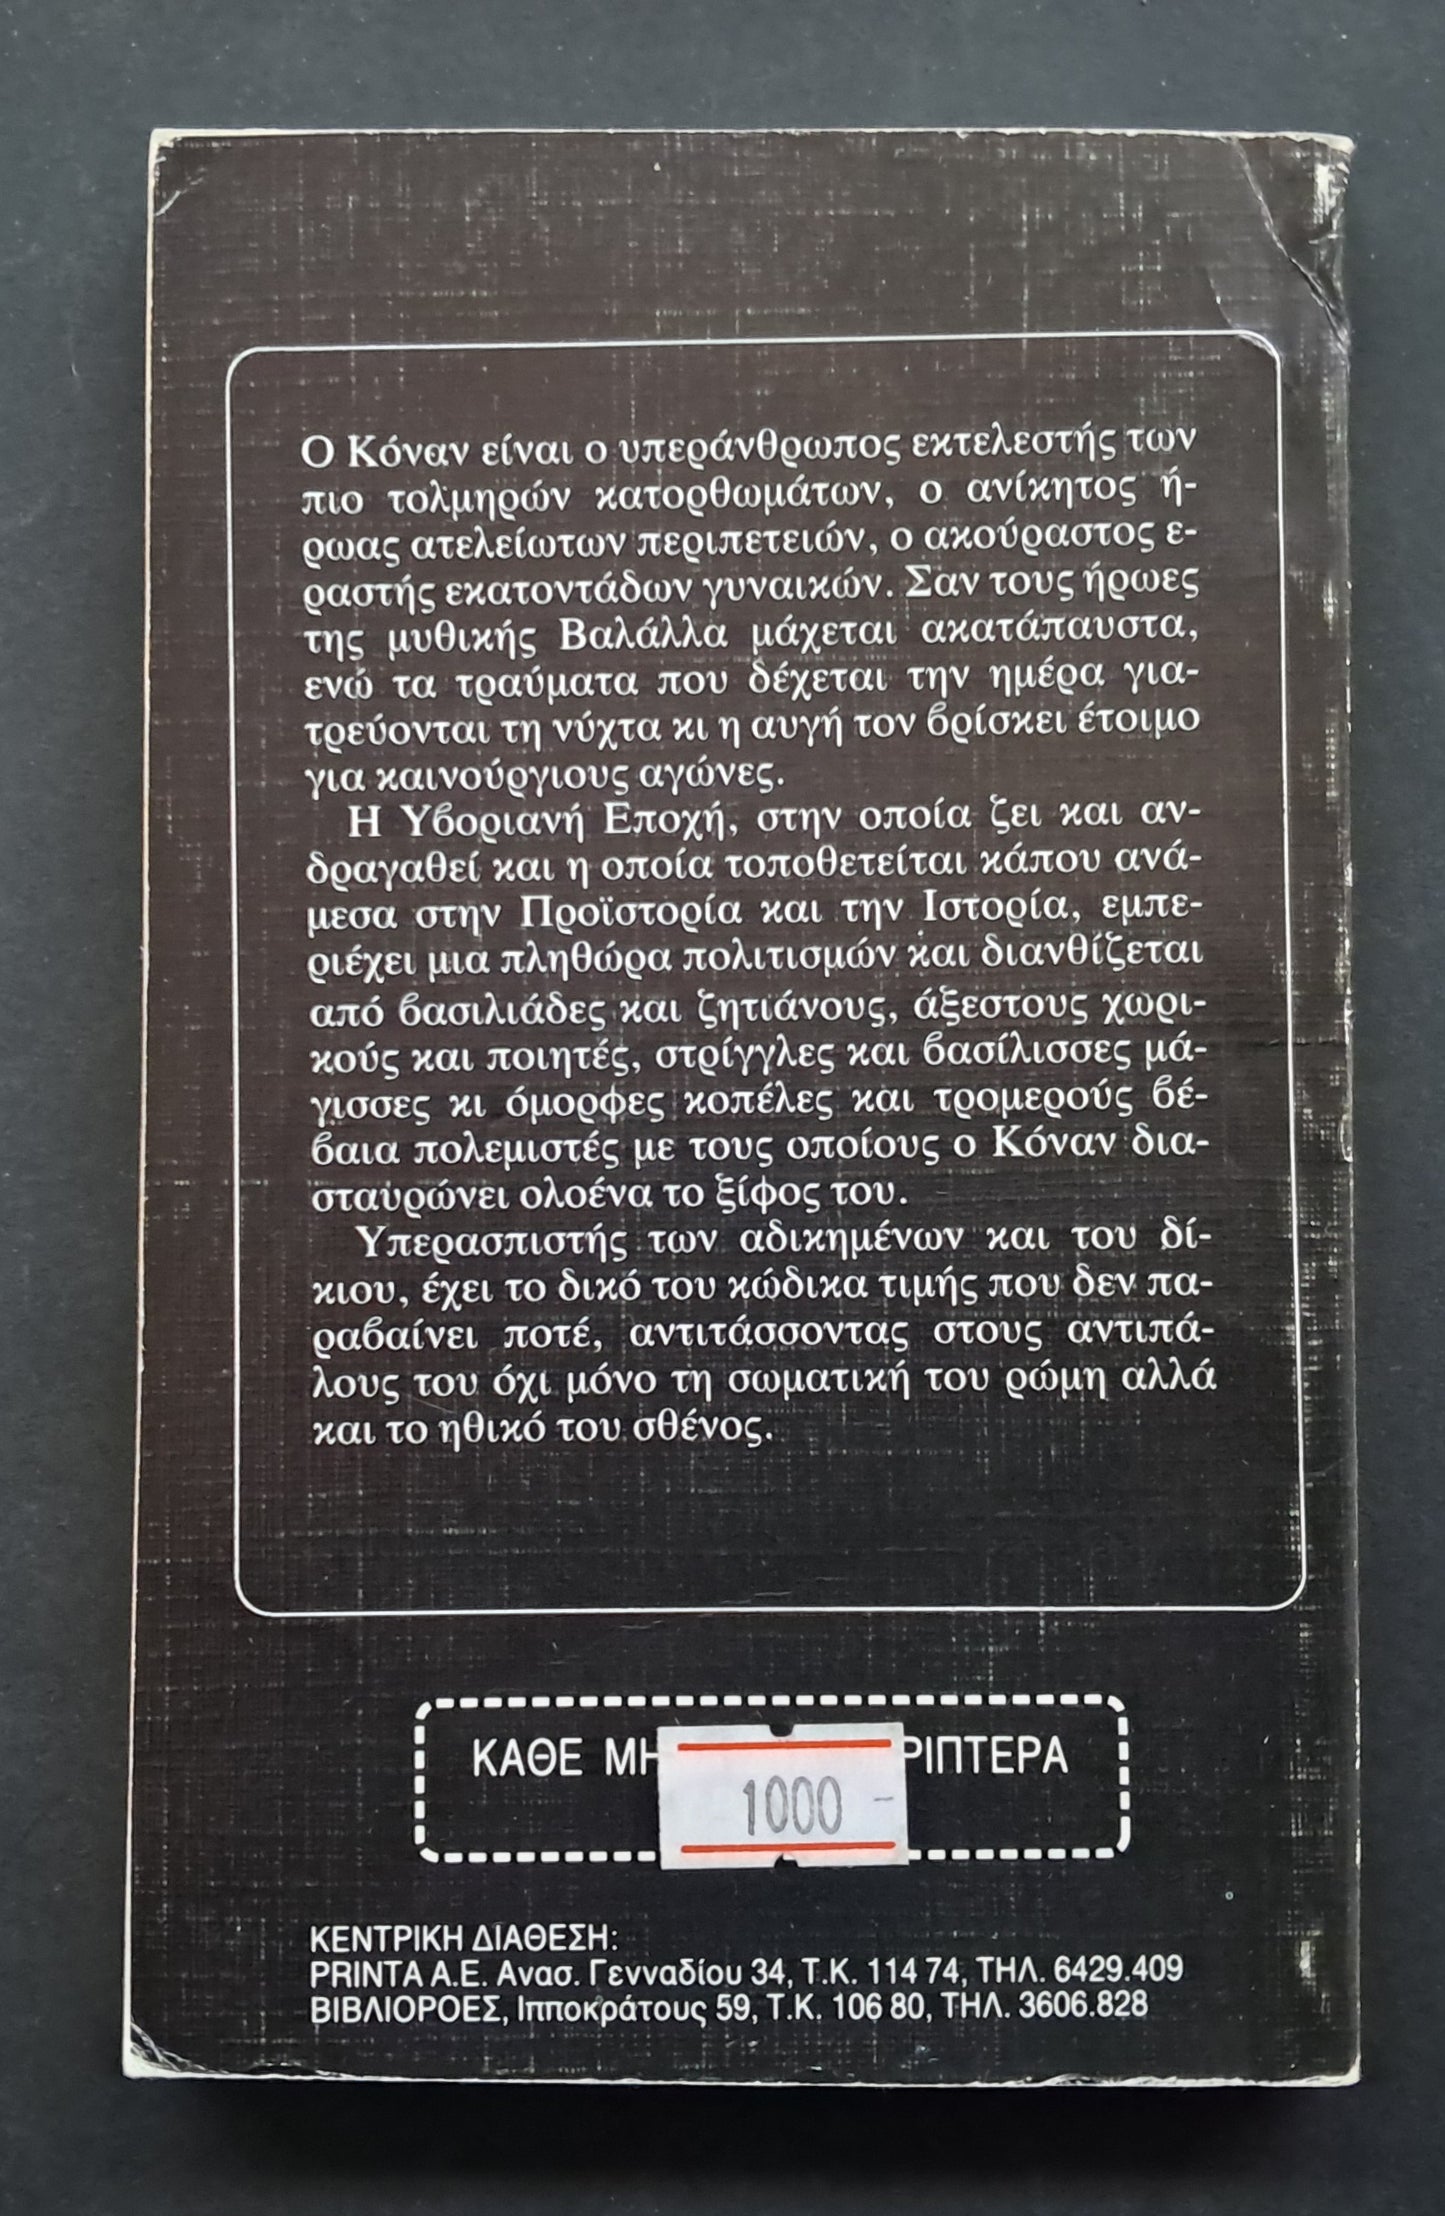 Ο Κόναν είναι ο υπεράνθρωπος εκτελεστής των
πιο τολμηρών κατορθωμάτων, ο ανίκητος ή-
ρωας ατελείωτων περιπετειών, ο ακούραστος ε-
ραστής εκατοντάδων γυναικών. Σαν τους ήρωες
της μυθικής Βαλάλλα μάχεται ακατάπαυστα,
ενώ τα τραύματα που δέχεται την ημέρα για-
τρεύονται τη νύχτα κι η αυγή τον βρίσκει έτοιμο
για καινούργιους αγώνες.
Η Υβοριανή Εποχή, στην οποία ζει και αν-
δραγαθεί και η οποία τοποθετείται κάπου ανά-
μεσα στην Προϊστορία και την Ιστορία, εμπε-
ριέχει μια πληθώρα πολιτισμών και διανθίζεται
από βασιλιάδες και ζητιάνους, άξεστους χωρι-
κούς και ποιητές, στρίγγλες και βασίλισσες μά-
γισσες κι όμορφες κοπέλες και τρομερούς βέ-
βαια πολεμιστές με τους οποίους ο Κόναν δια-
σταυρώνει ολοένα το ξίφος του.
Υπερασπιστής των αδικημένων και του δί-
κιου, έχει το δικό του κώδικα τιμής που δεν πα-
ραβαίνει ποτέ, αντιτάσσοντας στους αντιπά-
λους του όχι μόνο τη σωματική του ρώμη αλλά
και το ηθικό του σθένος.
ΚΑΘΕ
1000 -
ΚΕΝΤΡΙΚΗ ΔΙΑΘΕΣΗ:
PRINTA A.E. Ανασ. Γενναδίου 34, Τ.Κ. 114 74, ΤΗΛ. 6429.409
ΒΙΒΛΙΟΡΟΕΣ, Ιπποκράτους 59, Τ.Κ. 106 80, ΤΗΛ. 3606.828